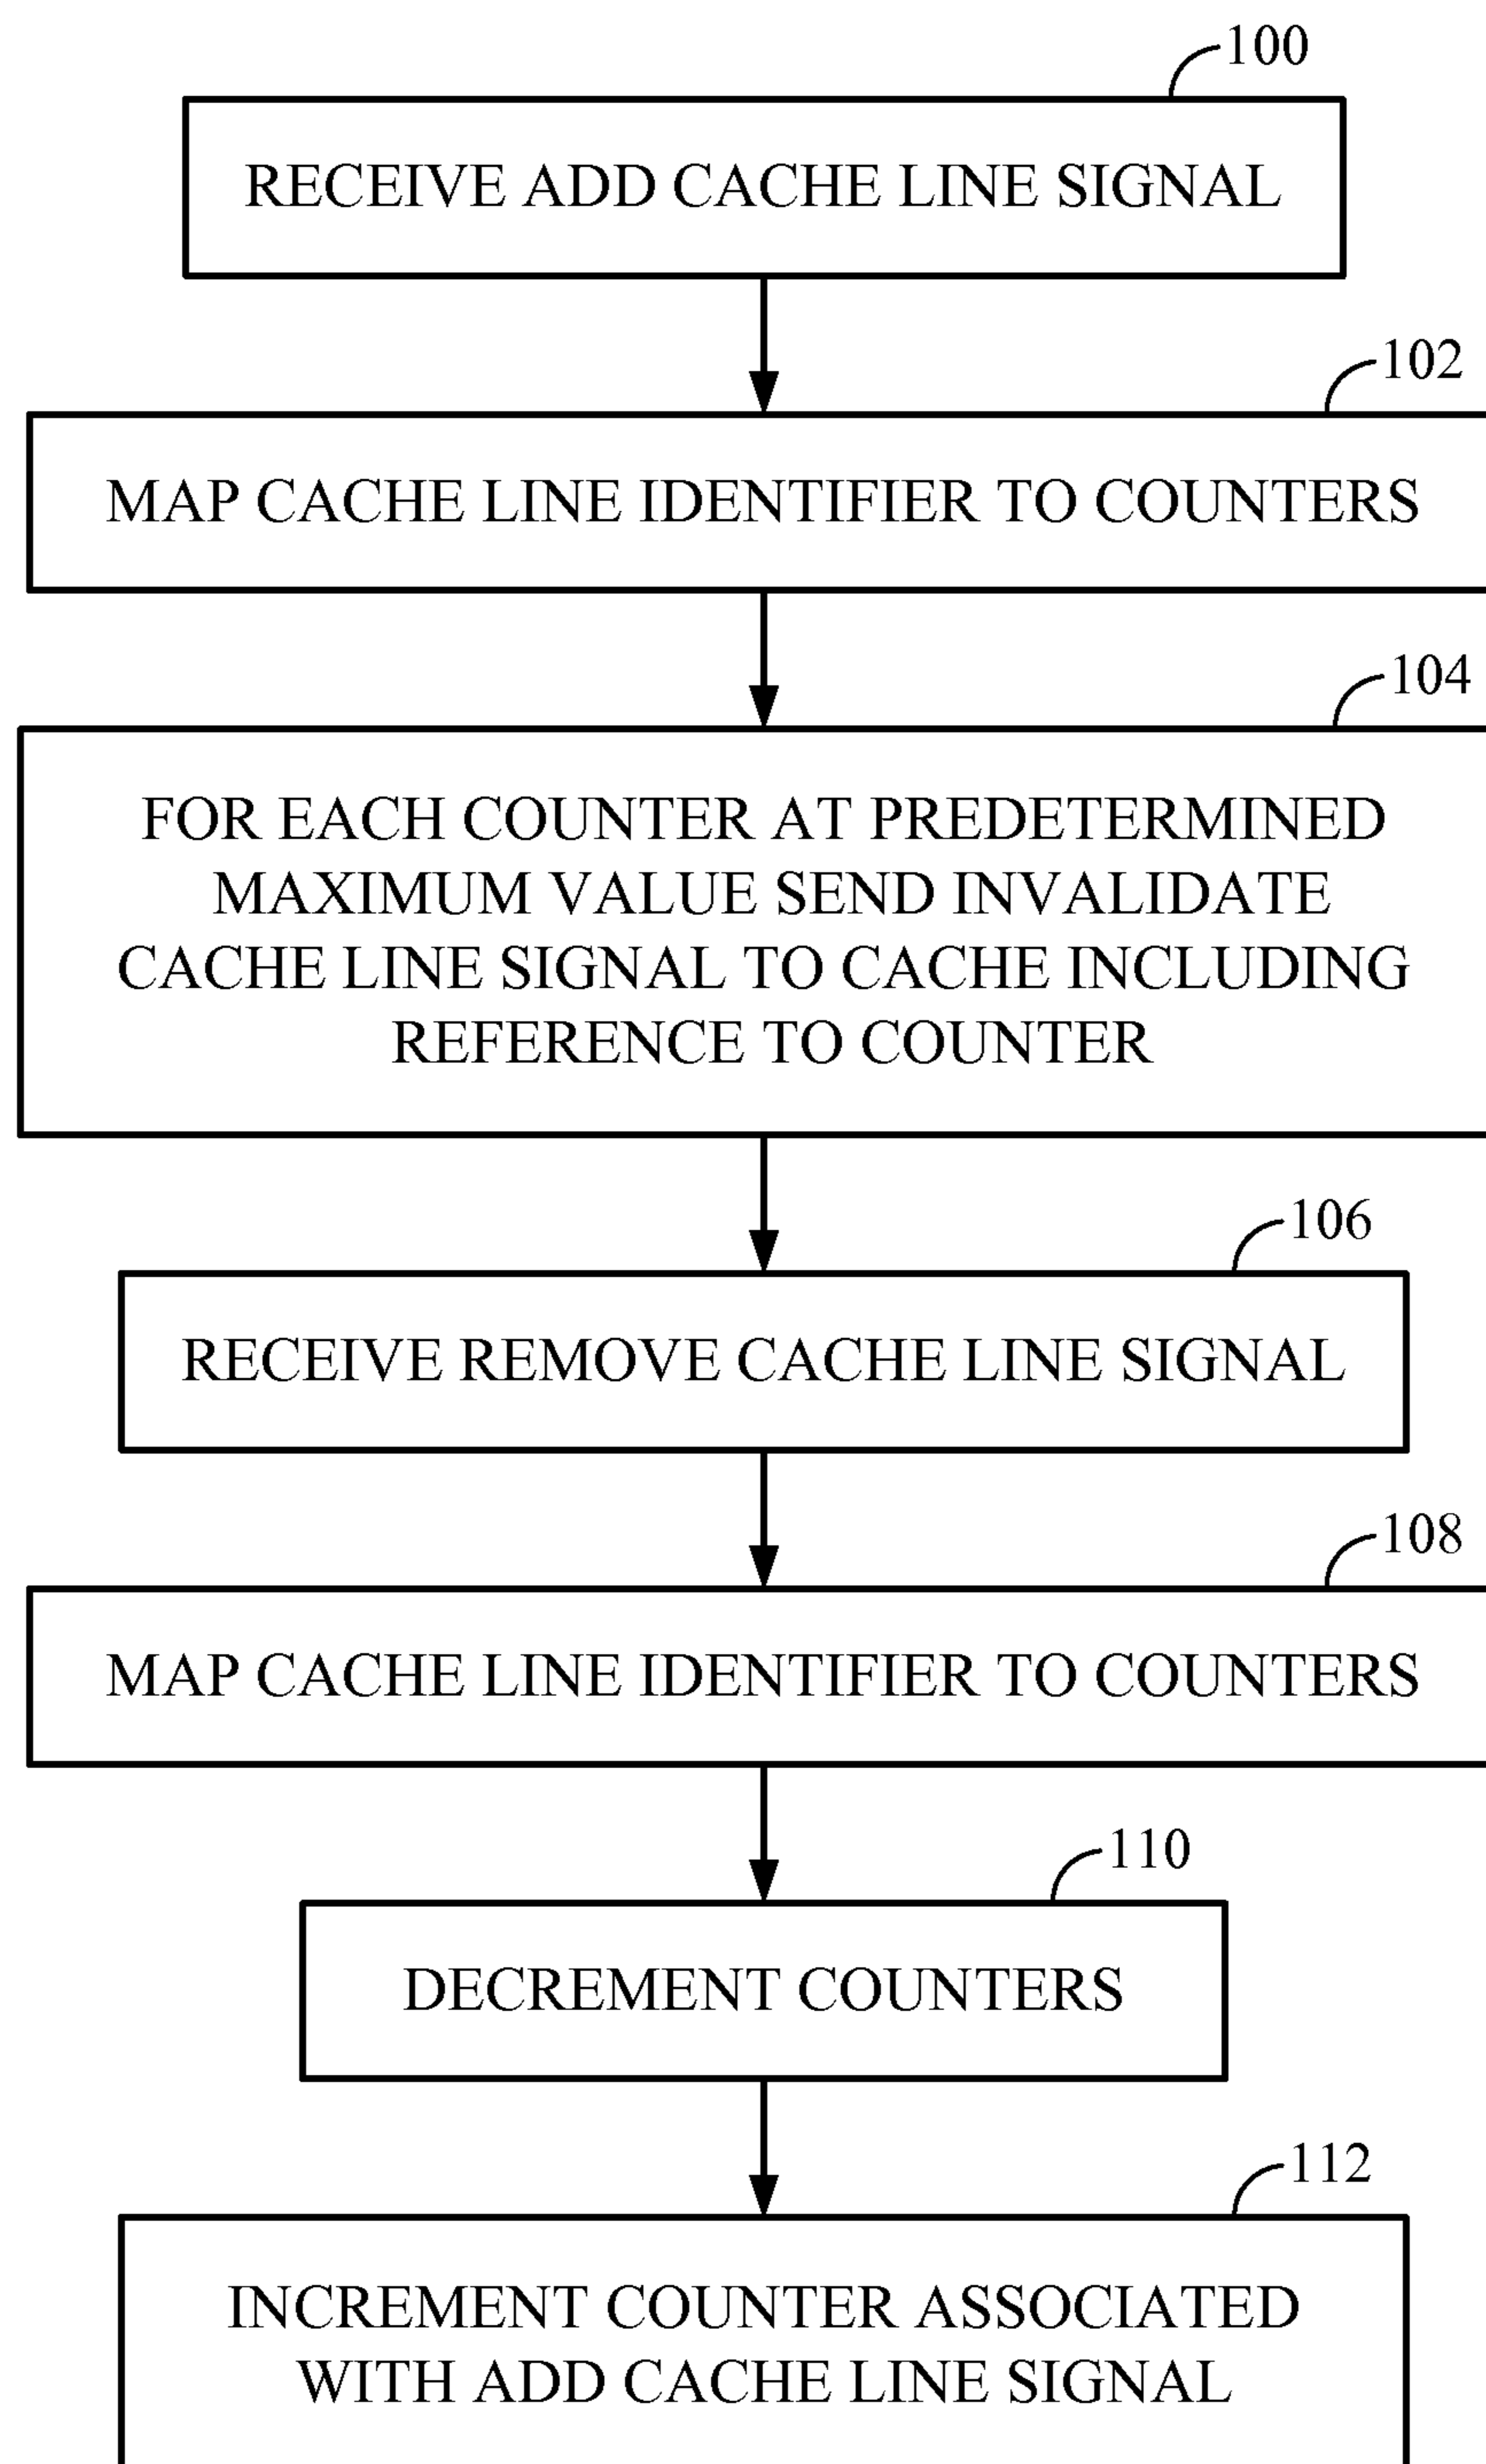 100
RECEIVE ADD CACHE LINE SIGNAL
102
MAP CACHE LINE IDENTIFIER TO COUNTERS
104
FOR EACH COUNTER AT PREDETERMINED
MAXIMUM VALUE SEND INVALIDATE
CACHE LINE SIGNAL TO CACHE INCLUDING
REFERENCE TO COUNTER
106
RECEIVE REMOVE CACHE LINE SIGNAL
108
MAP CACHE LINE IDENTIFIER TO COUNTERS
110
DECREMENT COUNTERS
112
INCREMENT COUNTER ASSOCIATED
WITH ADD CACHE LINE SIGNAL